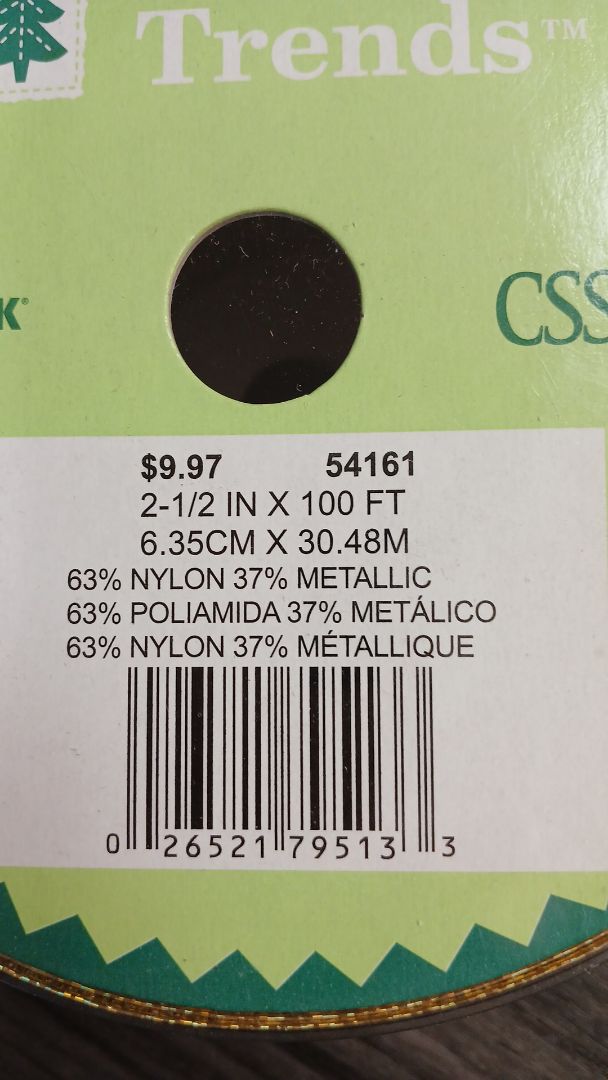 Trends™
K®
CSS
$9.97 54161
2-1/2 IN X 100 FT
6.35CM X 30.48M
63% NYLON 37% METALLIC
63% POLIAMIDA 37% METÁLICO
63% NYLON 37% MÉTALLIQUE
0 26521 79513 3